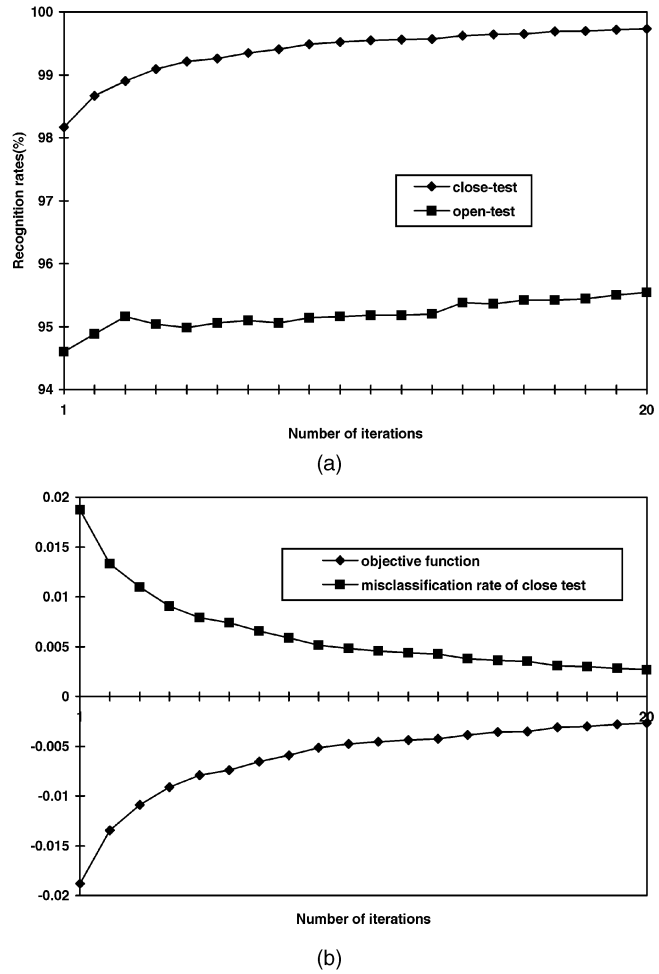 100
99
98
97
96
95
94
Recognition rates(%)
close-test
open-test
1
20
Number of iterations
(a)
0.02
0.015
0.01
0.005
0
-0.005
-0.01
-0.015
-0.02
objective function
misclassification rate of close test
1
20
Number of iterations
(b)